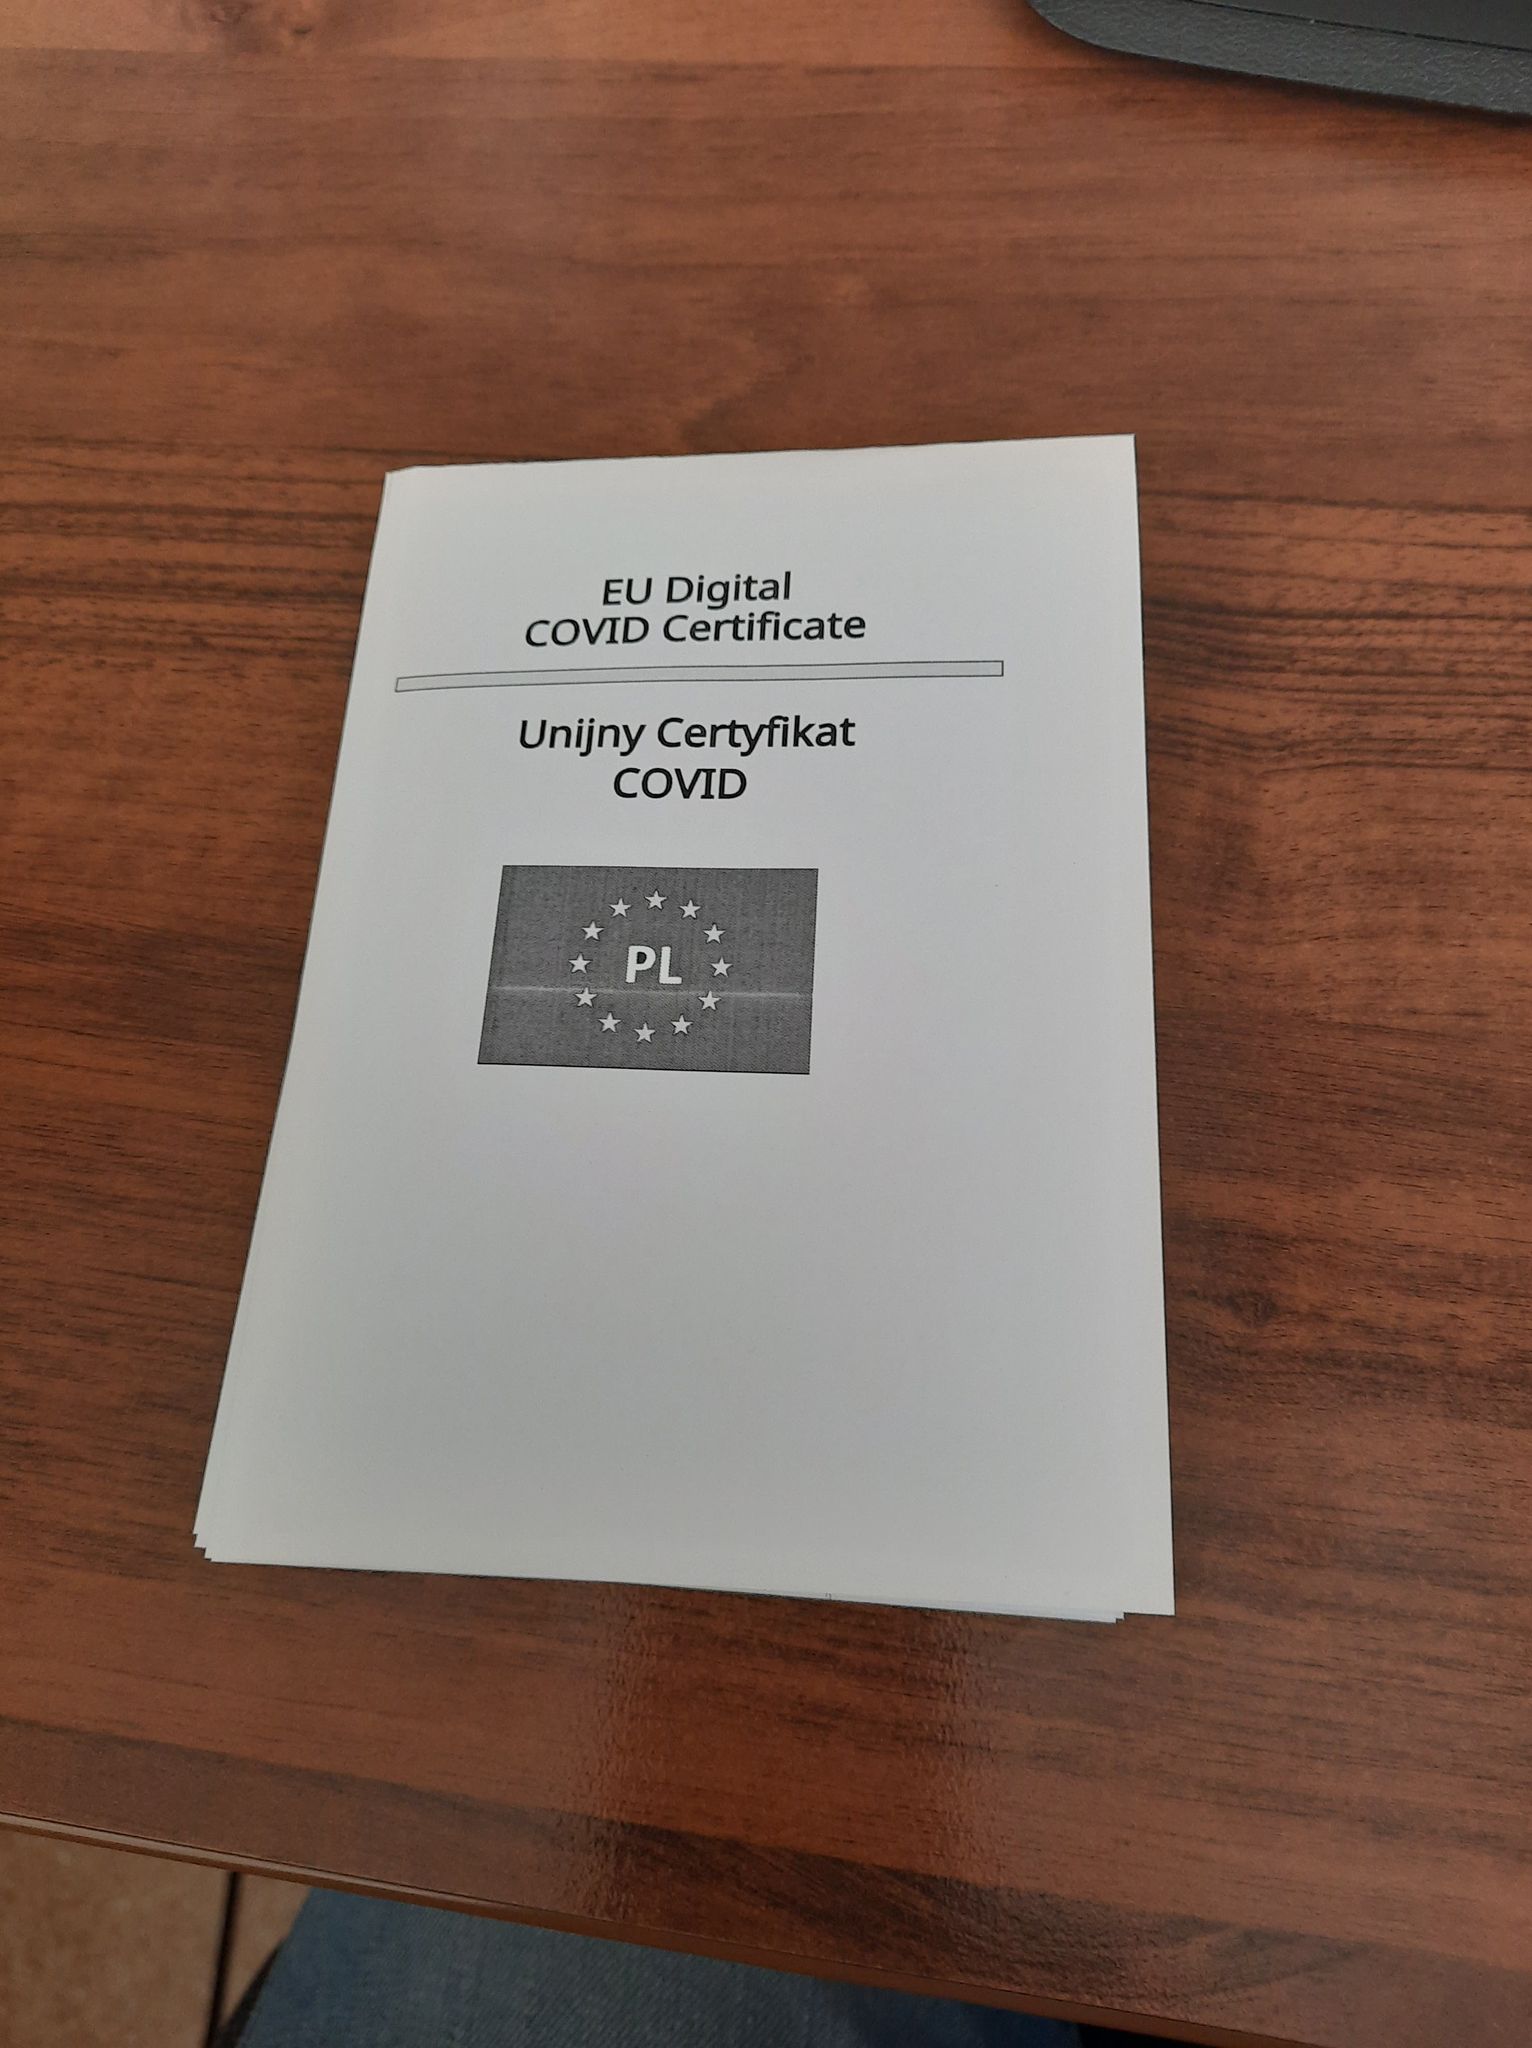 EU Digital
COVID Certificate
Unijny Certyfikat
COVID
PL